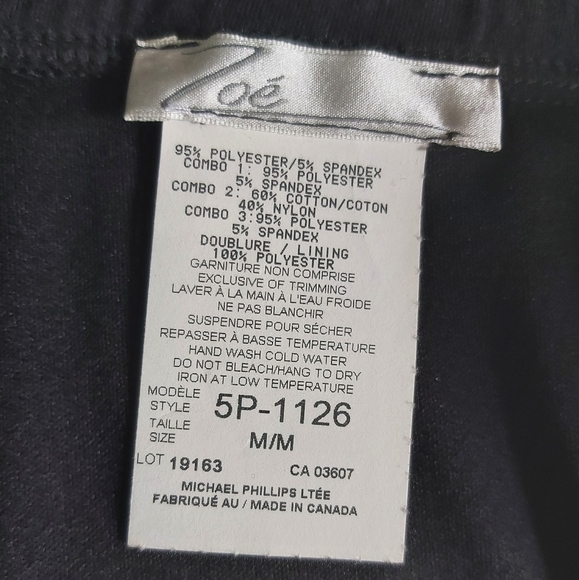 Zoé
95% POLYESTER/5% SPANDEX
COMBO 1: 95% POLYESTER
5% SPANDEX
COMBO 2: 60% COTTON/COTON
40% NYLON
COMBO 3:95% POLYESTER
5% SPANDEX
DOUBLURE / LINING
100% POLYESTER
GARNITURE NON COMPRISE
EXCLUSIVE OF TRIMMING
LAVER À LA MAIN À L'EAU FROIDE
NE PAS BLANCHIR
SUSPENDRE POUR SÉCHER
REPASSER À BASSE TEMPERATURE
HAND WASH COLD WATER
DO NOT BLEACH/HANG TO DRY
IRON AT LOW TEMPERATURE
MODÈLE
STYLE 5P-1126
TAILLE
SIZE M/M
LOT 19163 CA 03607
MICHAEL PHILLIPS LTÉE
FABRIQUÉ AU / MADE IN CANADA